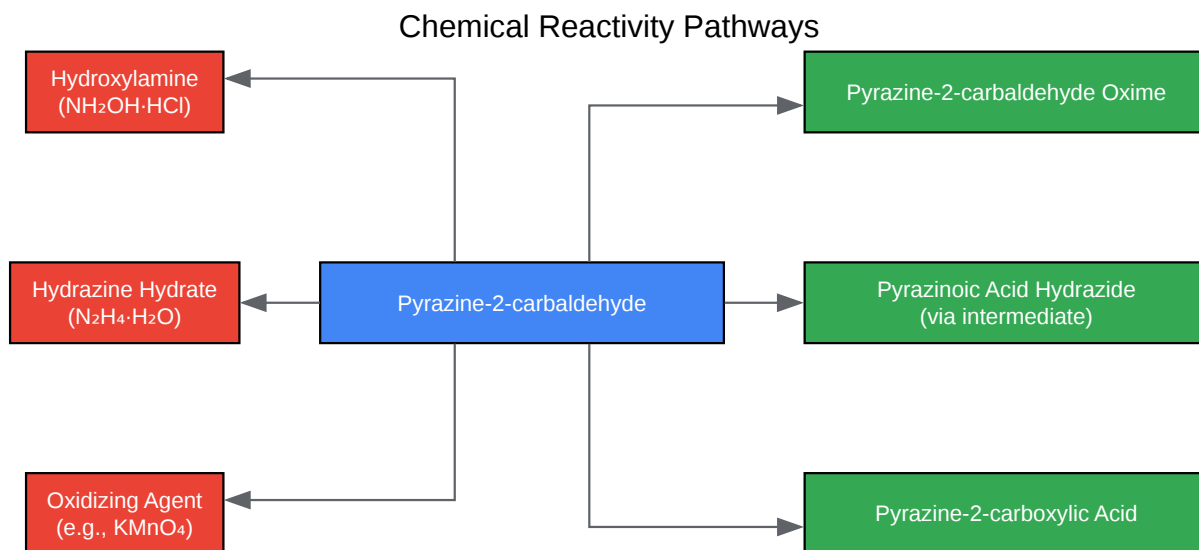 Chemical Reactivity Pathways
Hydroxylamine
(NH₂OH·HCl)
Pyrazine-2-carbaldehyde Oxime
Hydrazine Hydrate
(N₂H₄·H₂O)
Pyrazine-2-carbaldehyde
Pyrazinoic Acid Hydrazide
(via intermediate)
Oxidizing Agent
(e.g., KMnO₄)
Pyrazine-2-carboxylic Acid